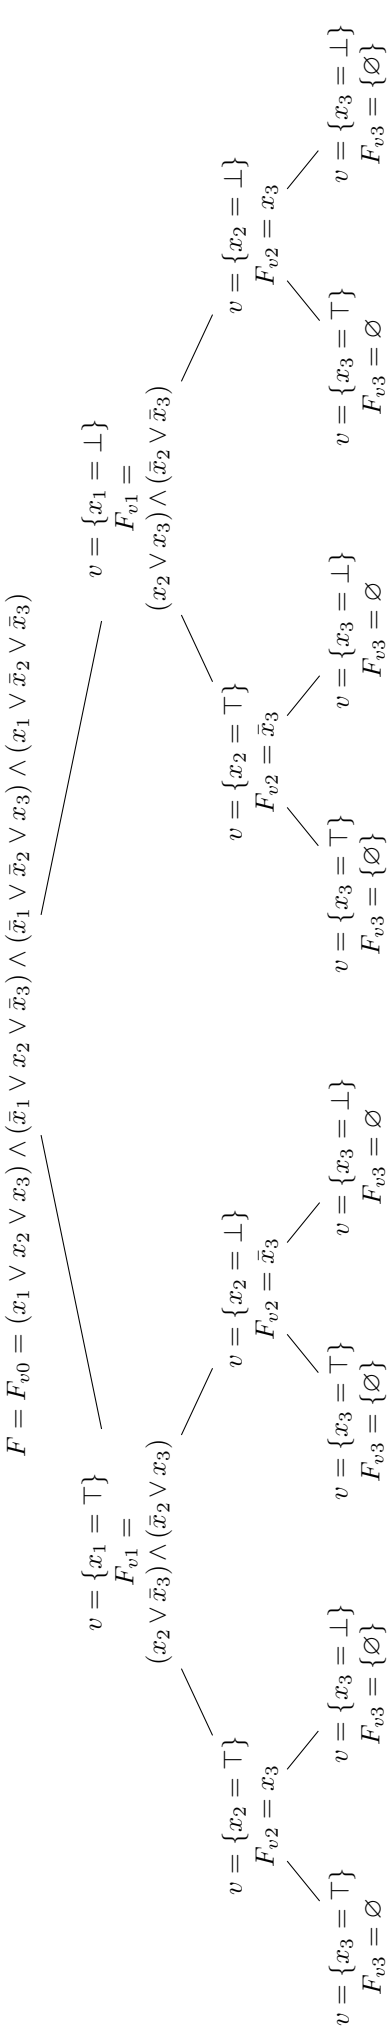 F = F_{v0} = (x_1 ∨ x_2 ∨ x_3) ∧ (x̄_1 ∨ x_2 ∨ x̄_3) ∧ (x̄_1 ∨ x̄_2 ∨ x_3) ∧ (x_1 ∨ x̄_2 ∨ x̄_3)
v = {x_1 = ⊤}
F_{v1} =
(x_2 ∨ x̄_3) ∧ (x̄_2 ∨ x_3)
v = {x_1 = ⊥}
F_{v1} =
(x_2 ∨ x_3) ∧ (x̄_2 ∨ x̄_3)
v = {x_2 = ⊤}
F_{v2} = x_3
v = {x_2 = ⊥}
F_{v2} = x̄_3
v = {x_2 = ⊤}
F_{v2} = x̄_3
v = {x_2 = ⊥}
F_{v2} = x_3
v = {x_3 = ⊤}
F_{v3} = ∅
v = {x_3 = ⊥}
F_{v3} = {∅}
v = {x_3 = ⊤}
F_{v3} = {∅}
v = {x_3 = ⊥}
F_{v3} = ∅
v = {x_3 = ⊤}
F_{v3} = {∅}
v = {x_3 = ⊥}
F_{v3} = ∅
v = {x_3 = ⊤}
F_{v3} = ∅
v = {x_3 = ⊥}
F_{v3} = {∅}